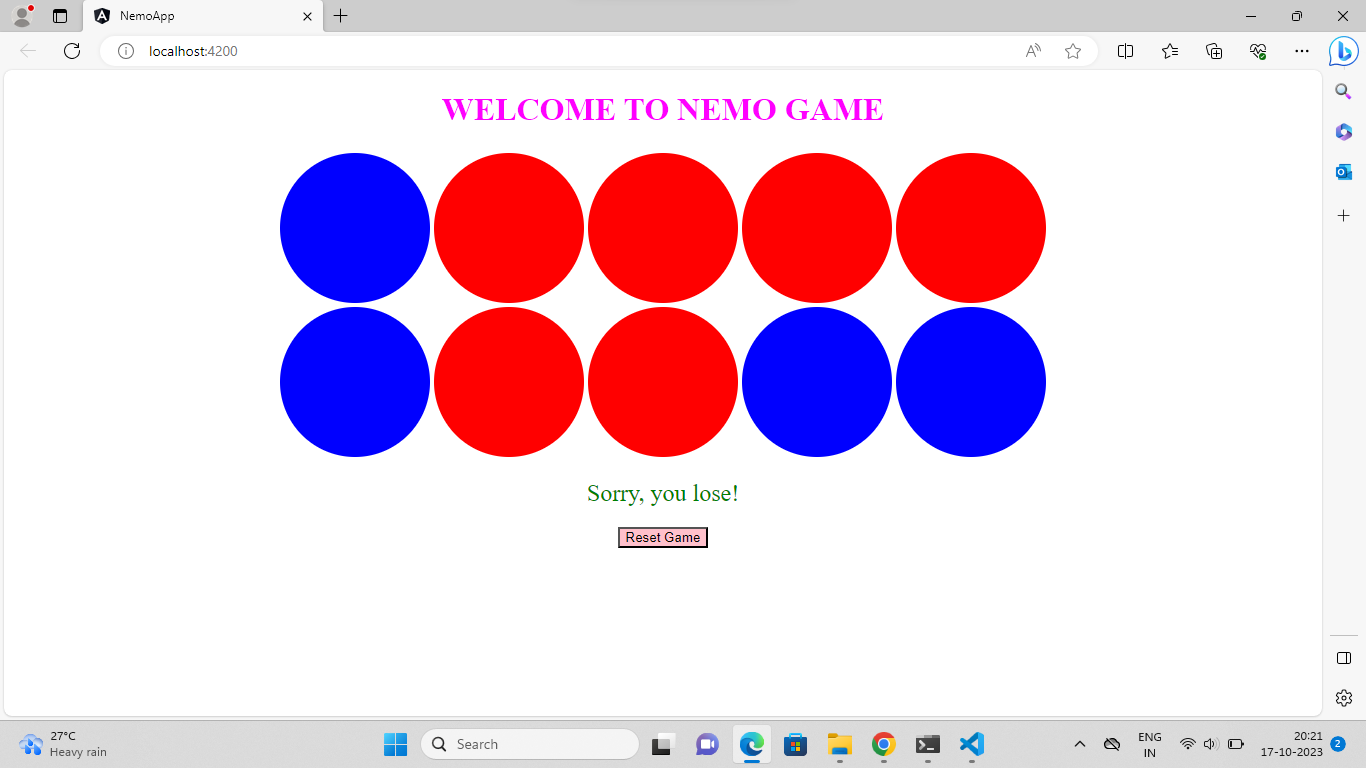 NemoApp
localhost:4200
WELCOME TO NEMO GAME
Sorry, you lose!
Reset Game
27°C
Heavy rain
Search
ENG
IN
20:21
17-10-2023
2